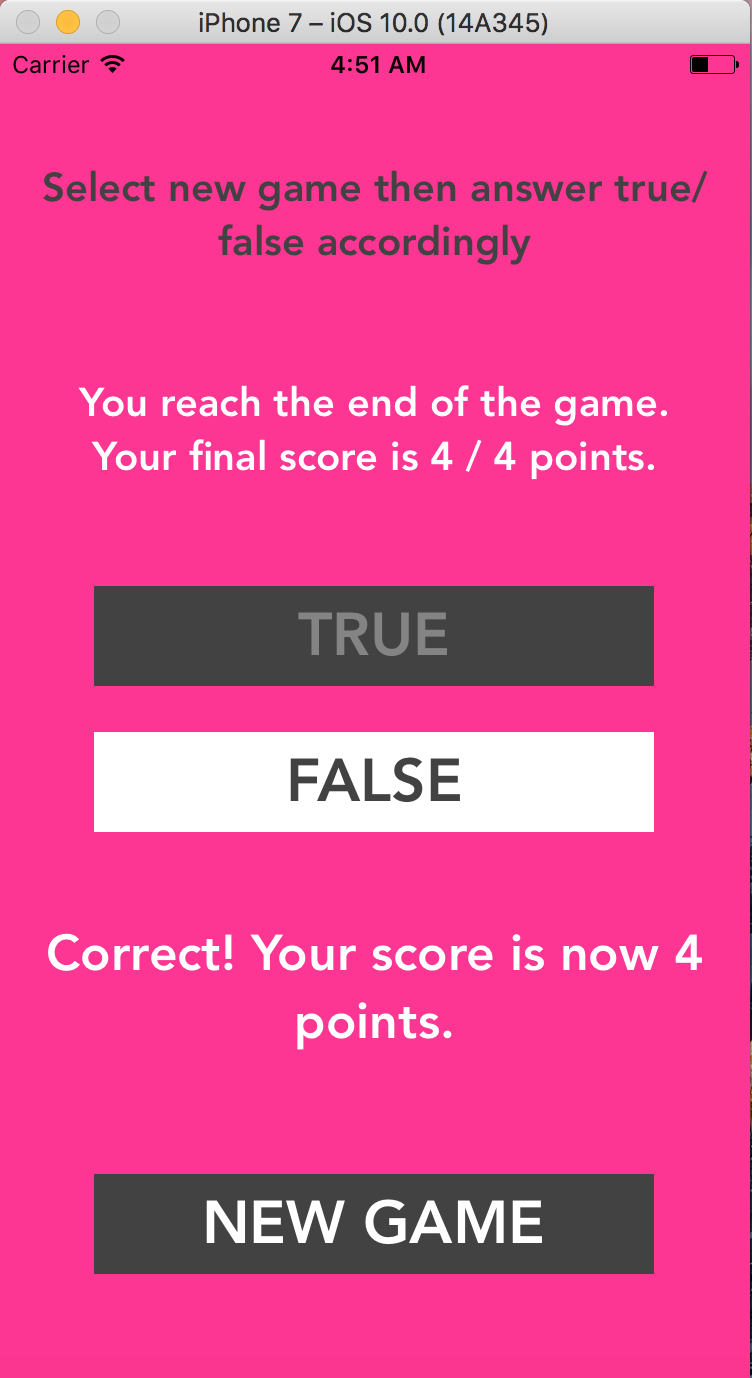 iPhone 7 – iOS 10.0 (14A345)
Carrier 4:51 AM
Select new game then answer true/
false accordingly
You reach the end of the game.
Your final score is 4 / 4 points.
TRUE
FALSE
Correct! Your score is now 4
points.
NEW GAME